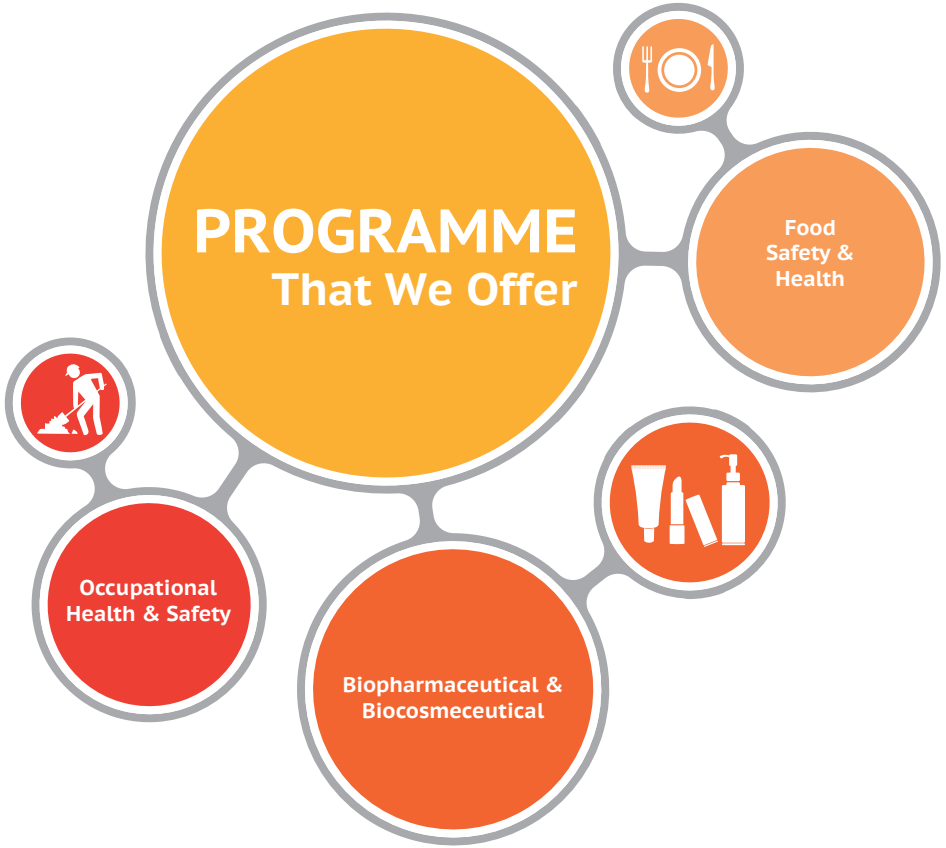 PROGRAMME
That We Offer
Food
Safety &
Health
Occupational
Health & Safety
Biopharmaceutical &
Biocosmeceutical